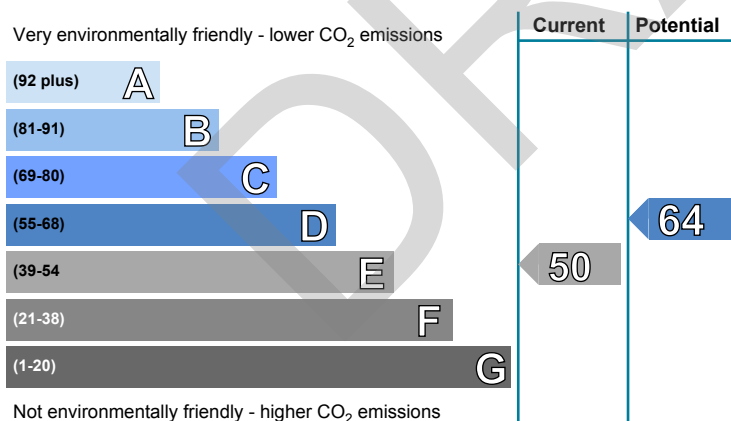 Current Potential
Very environmentally friendly - lower CO2 emissions
(92 plus) A
(81-91) B
(69-80) C
(55-68) D
64
(39-54 E
50
(21-38) F
(1-20) G
Not environmentally friendly - higher CO2 emissions